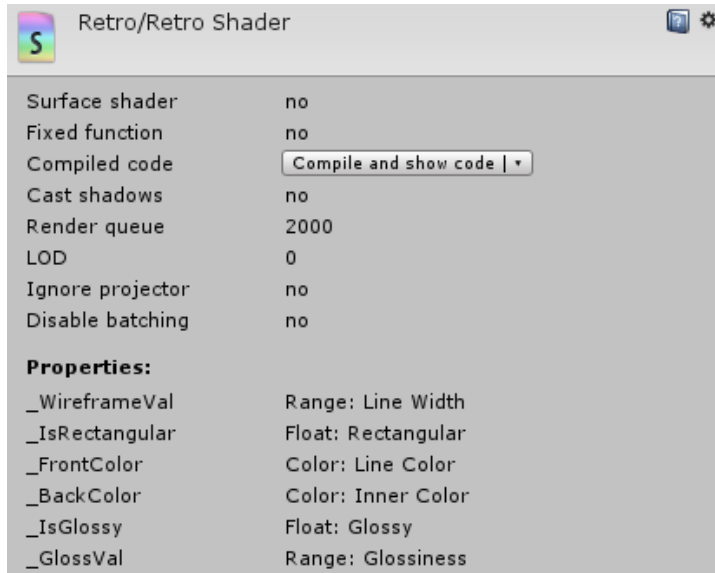 Retro/Retro Shader
S
Surface shader no
Fixed function no
Compiled code Compile and show code |
Cast shadows no
Render queue 2000
LOD 0
Ignore projector no
Disable batching no
Properties:
_WireframeVal Range: Line Width
_IsRectangular Float: Rectangular
_FrontColor Color: Line Color
_BackColor Color: Inner Color
_IsGlossy Float: Glossy
_GlossVal Range: Glossiness